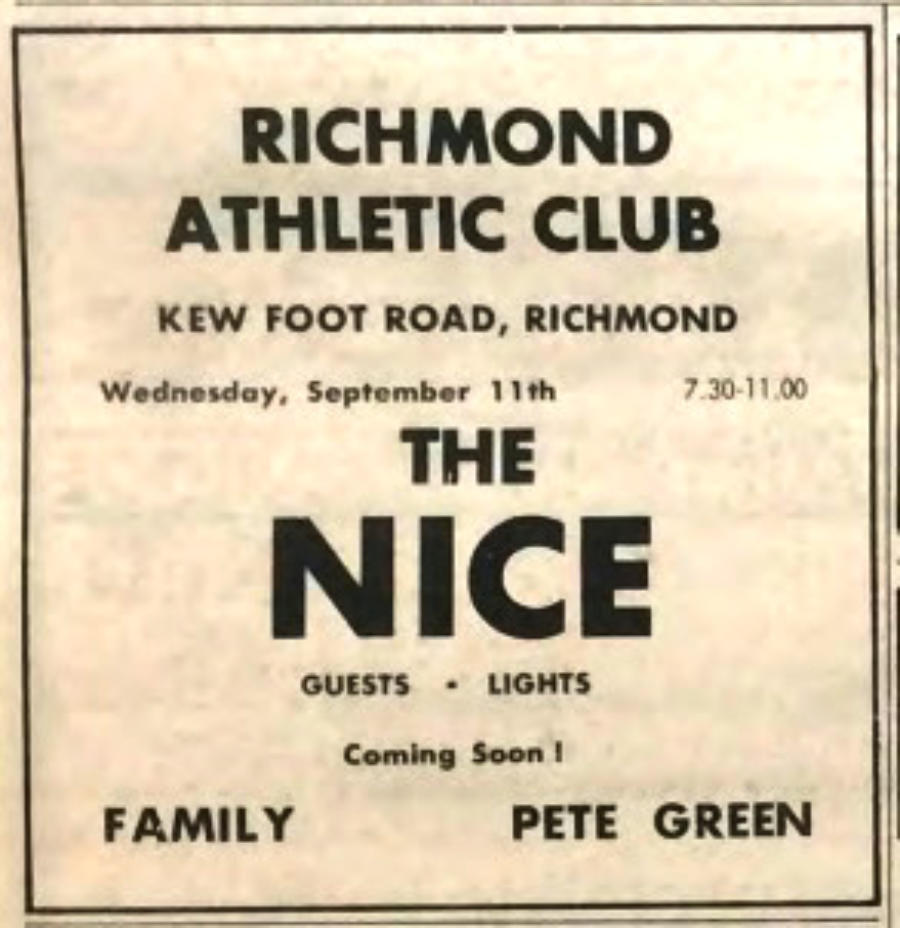 RICHMOND
ATHLETIC CLUB
KEW FOOT ROAD, RICHMOND
Wednesday, September 11th 7.30-11.00
THE
NICE
GUESTS - LIGHTS
Coming Soon !
FAMILY PETE GREEN